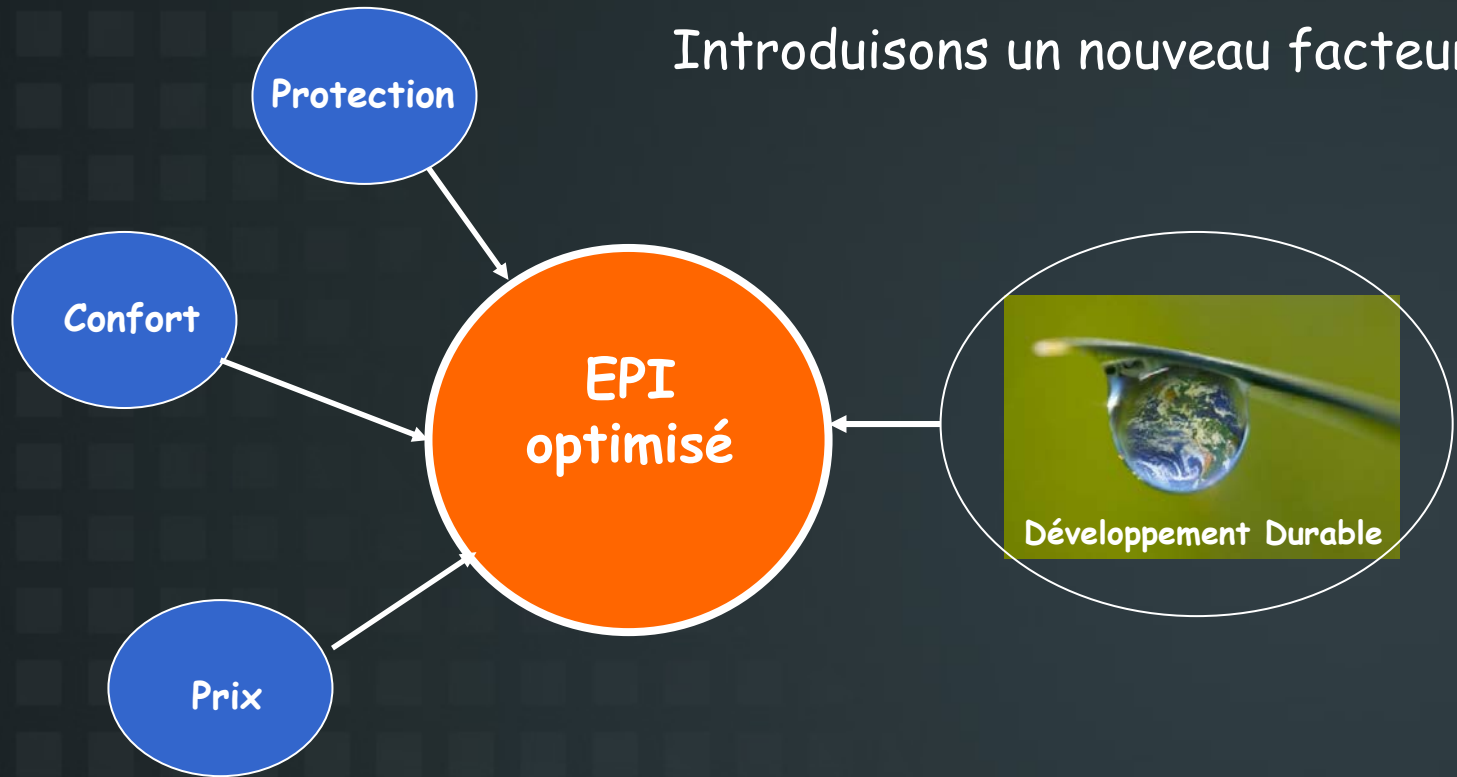 Introduisons un nouveau facteur
Protection
Confort
EPI
optimisé
Développement Durable
Prix